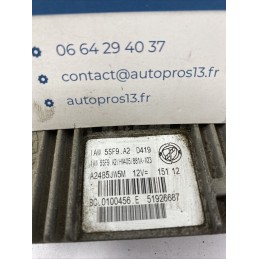 06 64 29 40 37
contact@autopros13.fr
autopros13.fr
IAW 55F9.A2 0419
A2485JW5M 12V= 151 12
BC.0100456.E 51926687